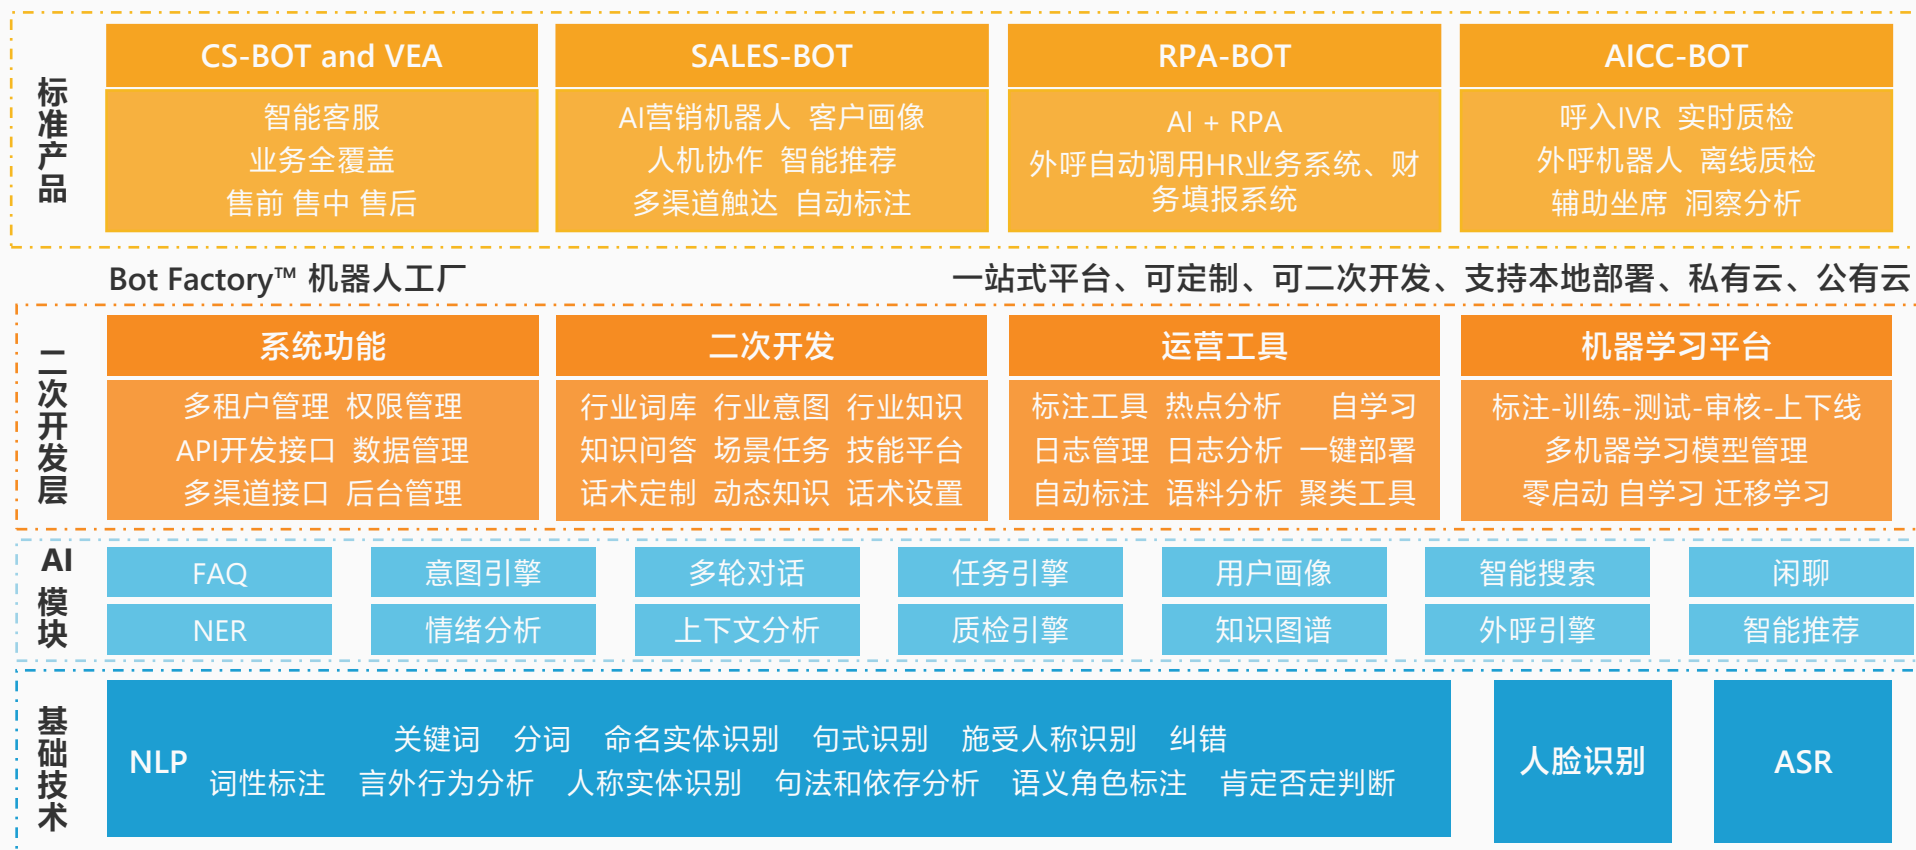 标准产品
CS-BOT and VEA
智能客服
业务全覆盖
售前 售中 售后
SALES-BOT
AI营销机器人 客户画像
人机协作 智能推荐
多渠道触达 自动标注
RPA-BOT
AI + RPA
外呼自动调用HR业务系统、财
务填报系统
AICC-BOT
呼入IVR 实时质检
外呼机器人 离线质检
辅助坐席 洞察分析
Bot Factory™ 机器人工厂
一站式平台、可定制、可二次开发、支持本地部署、私有云、公有云
二次开发层
系统功能
多租户管理 权限管理
API开发接口 数据管理
多渠道接口 后台管理
二次开发
行业词库 行业意图 行业知识
知识问答 场景任务 技能平台
话术定制 动态知识 话术设置
运营工具
标注工具 热点分析 自学习
日志管理 日志分析 一键部署
自动标注 语料分析 聚类工具
机器学习平台
标注-训练-测试-审核-上下线
多机器学习模型管理
零启动 自学习 迁移学习
AI模块
FAQ
意图引擎
多轮对话
任务引擎
用户画像
智能搜索
闲聊
NER
情绪分析
上下文分析
质检引擎
知识图谱
外呼引擎
智能推荐
基础技术
NLP
关键词 分词 命名实体识别 句式识别 施受人称识别 纠错
词性标注 言外行为分析 人称实体识别 句法和依存分析 语义角色标注 肯定否定判断
人脸识别
ASR